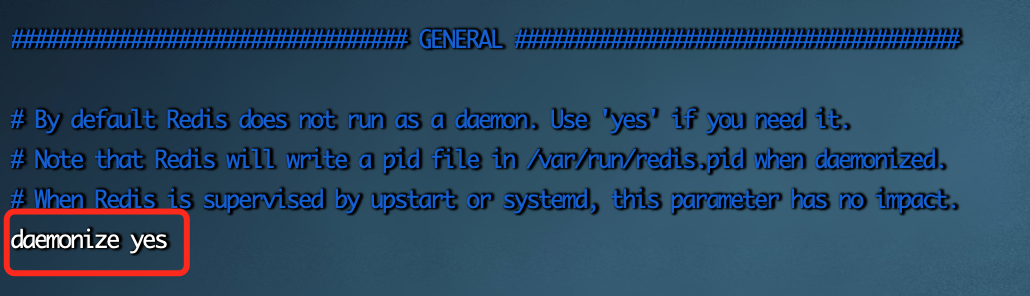 ################################# GENERAL #####################################
# By default Redis does not run as a daemon. Use 'yes' if you need it.
# Note that Redis will write a pid file in /var/run/redis.pid when daemonized.
# When Redis is supervised by upstart or systemd, this parameter has no impact.
daemonize yes